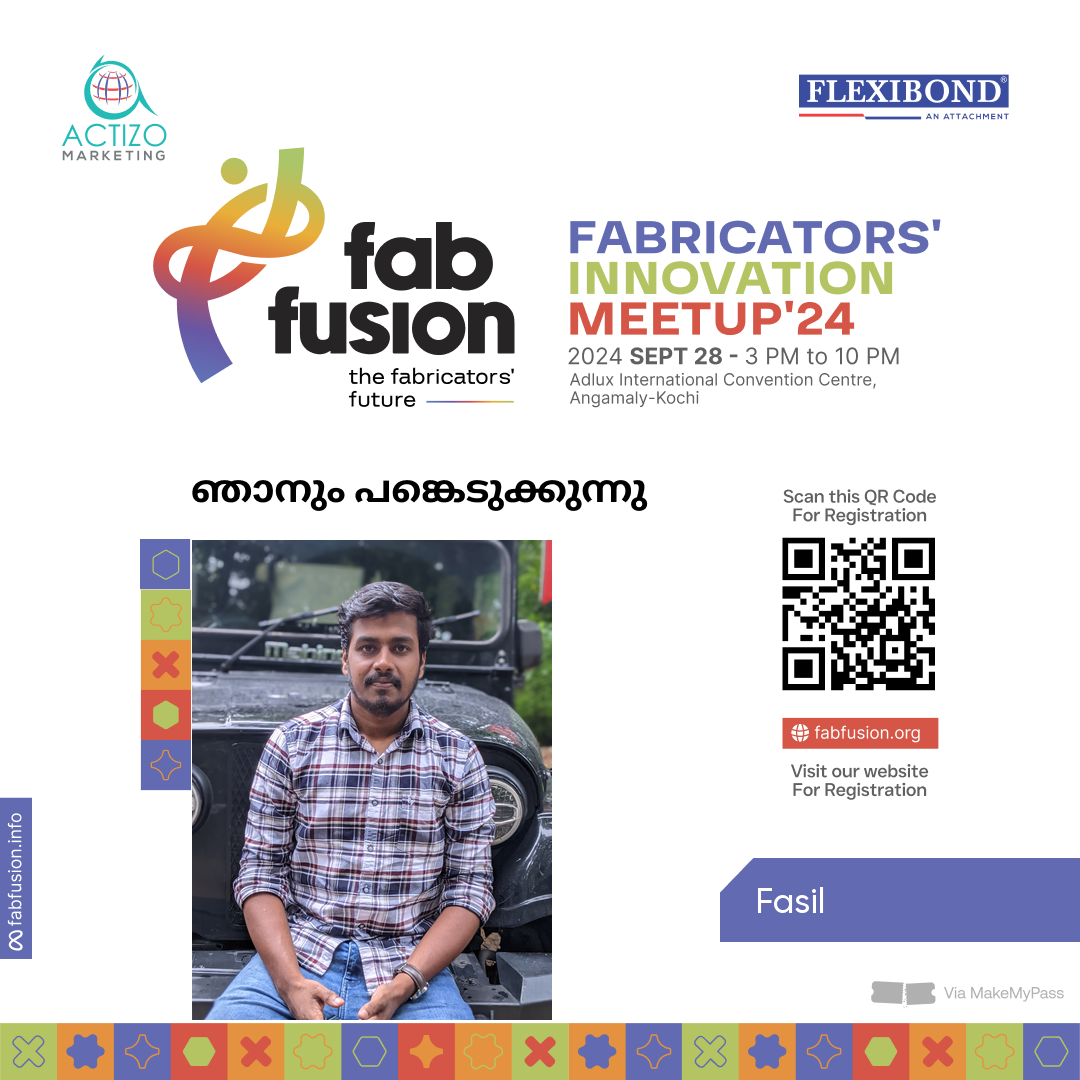 ACTIZO
MARKETING
FLEXIBOND®
AN ATTACHMENT
fab
fusion
the fabricators'
future
FABRICATORS'
INNOVATION
MEETUP'24
2024 SEPT 28 - 3 PM to 10 PM
Adlux International Convention Centre,
Angamaly-Kochi
ഞാനും പങ്കെടുക്കുന്നു
Scan this QR Code
For Registration
Mahin
fabfusion.org
Visit our website
For Registration
fabfusion.info
Fasil
Via MakeMyPass